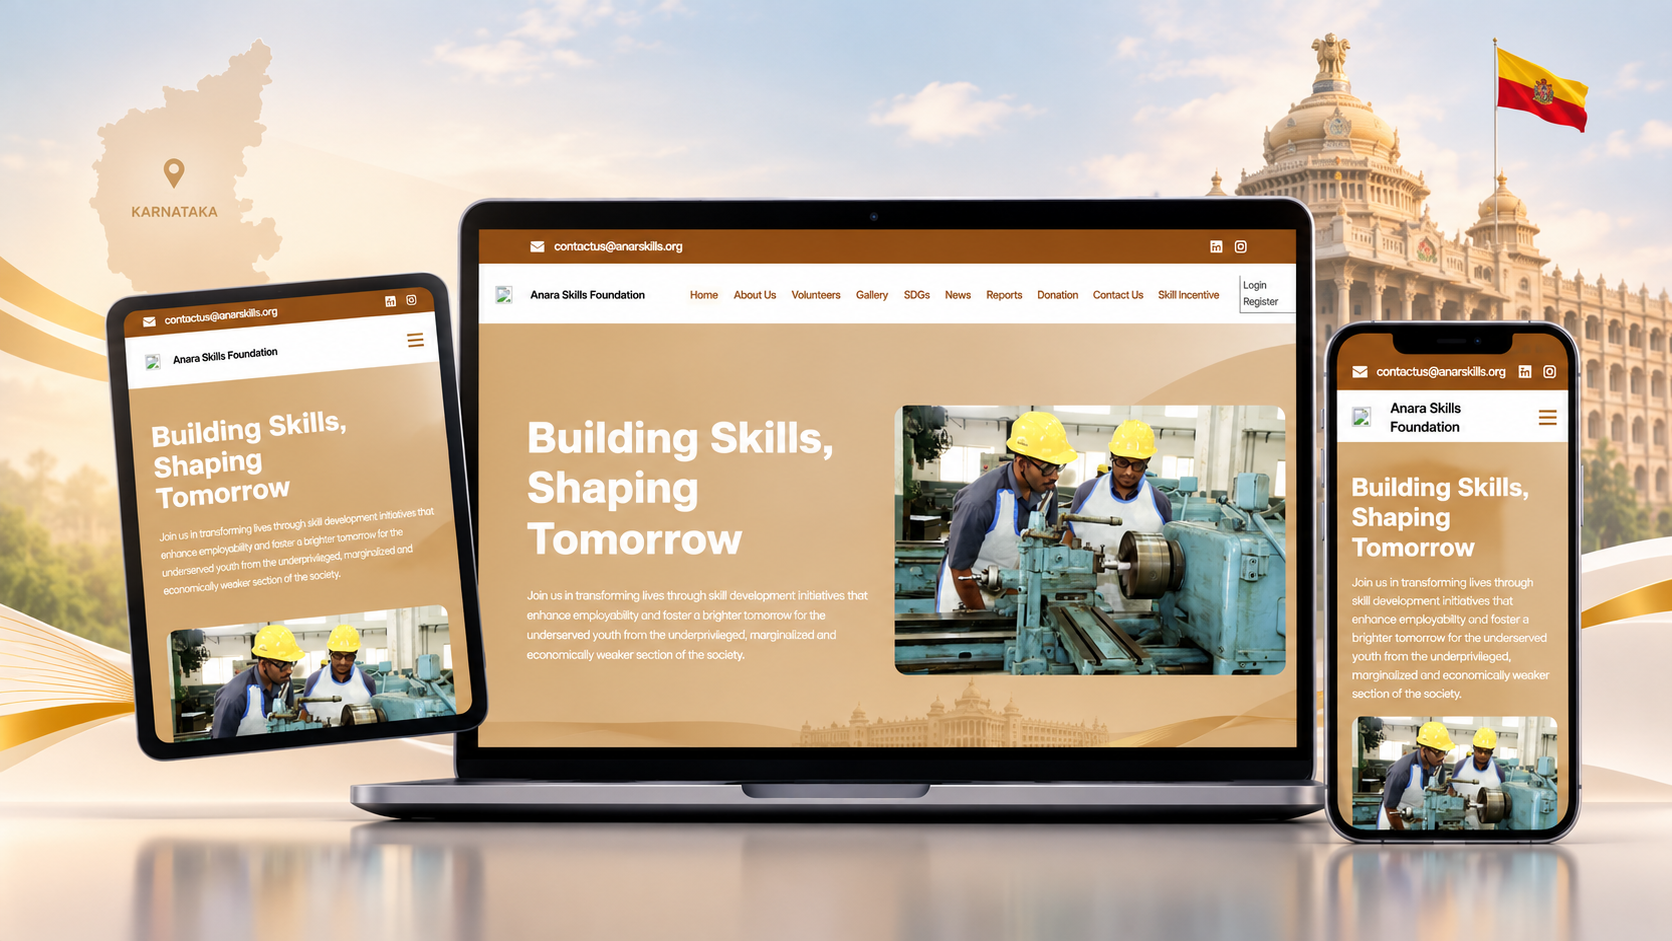 KARNATAKA
contactus@anarskills.org
Anara Skills Foundation
Building Skills,
Shaping
Tomorrow
Join us in transforming lives through skill development initiatives that
enhance employability and foster a brighter tomorrow for the
underserved youth from the underprivileged, marginalized and
economically weaker section of the society.
contactus@anarskills.org
Anara Skills Foundation
Home About Us Volunteers Gallery SDGs News Reports Donation Contact Us Skill Incentive
Login
Register
Building Skills,
Shaping
Tomorrow
Join us in transforming lives through skill development initiatives that
enhance employability and foster a brighter tomorrow for the
underserved youth from the underprivileged, marginalized and
economically weaker section of the society.
contactus@anarskills.org
Anara Skills
Foundation
Building Skills,
Shaping
Tomorrow
Join us in transforming lives through
skill development initiatives that
enhance employability and foster a
brighter tomorrow for the underserved
youth from the underprivileged,
marginalized and economically weaker
section of the society.